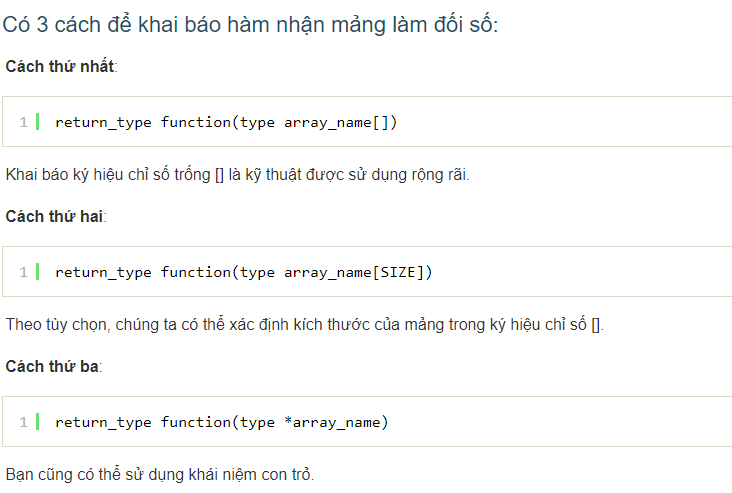 Có 3 cách để khai báo hàm nhận mảng làm đối số:
Cách thứ nhất:
1 return_type function(type array_name[])
Khai báo ký hiệu chỉ số trống [] là kỹ thuật được sử dụng rộng rãi.
Cách thứ hai:
1 return_type function(type array_name[SIZE])
Theo tùy chọn, chúng ta có thể xác định kích thước của mảng trong ký hiệu chỉ số [].
Cách thứ ba:
1 return_type function(type *array_name)
Bạn cũng có thể sử dụng khái niệm con trỏ.